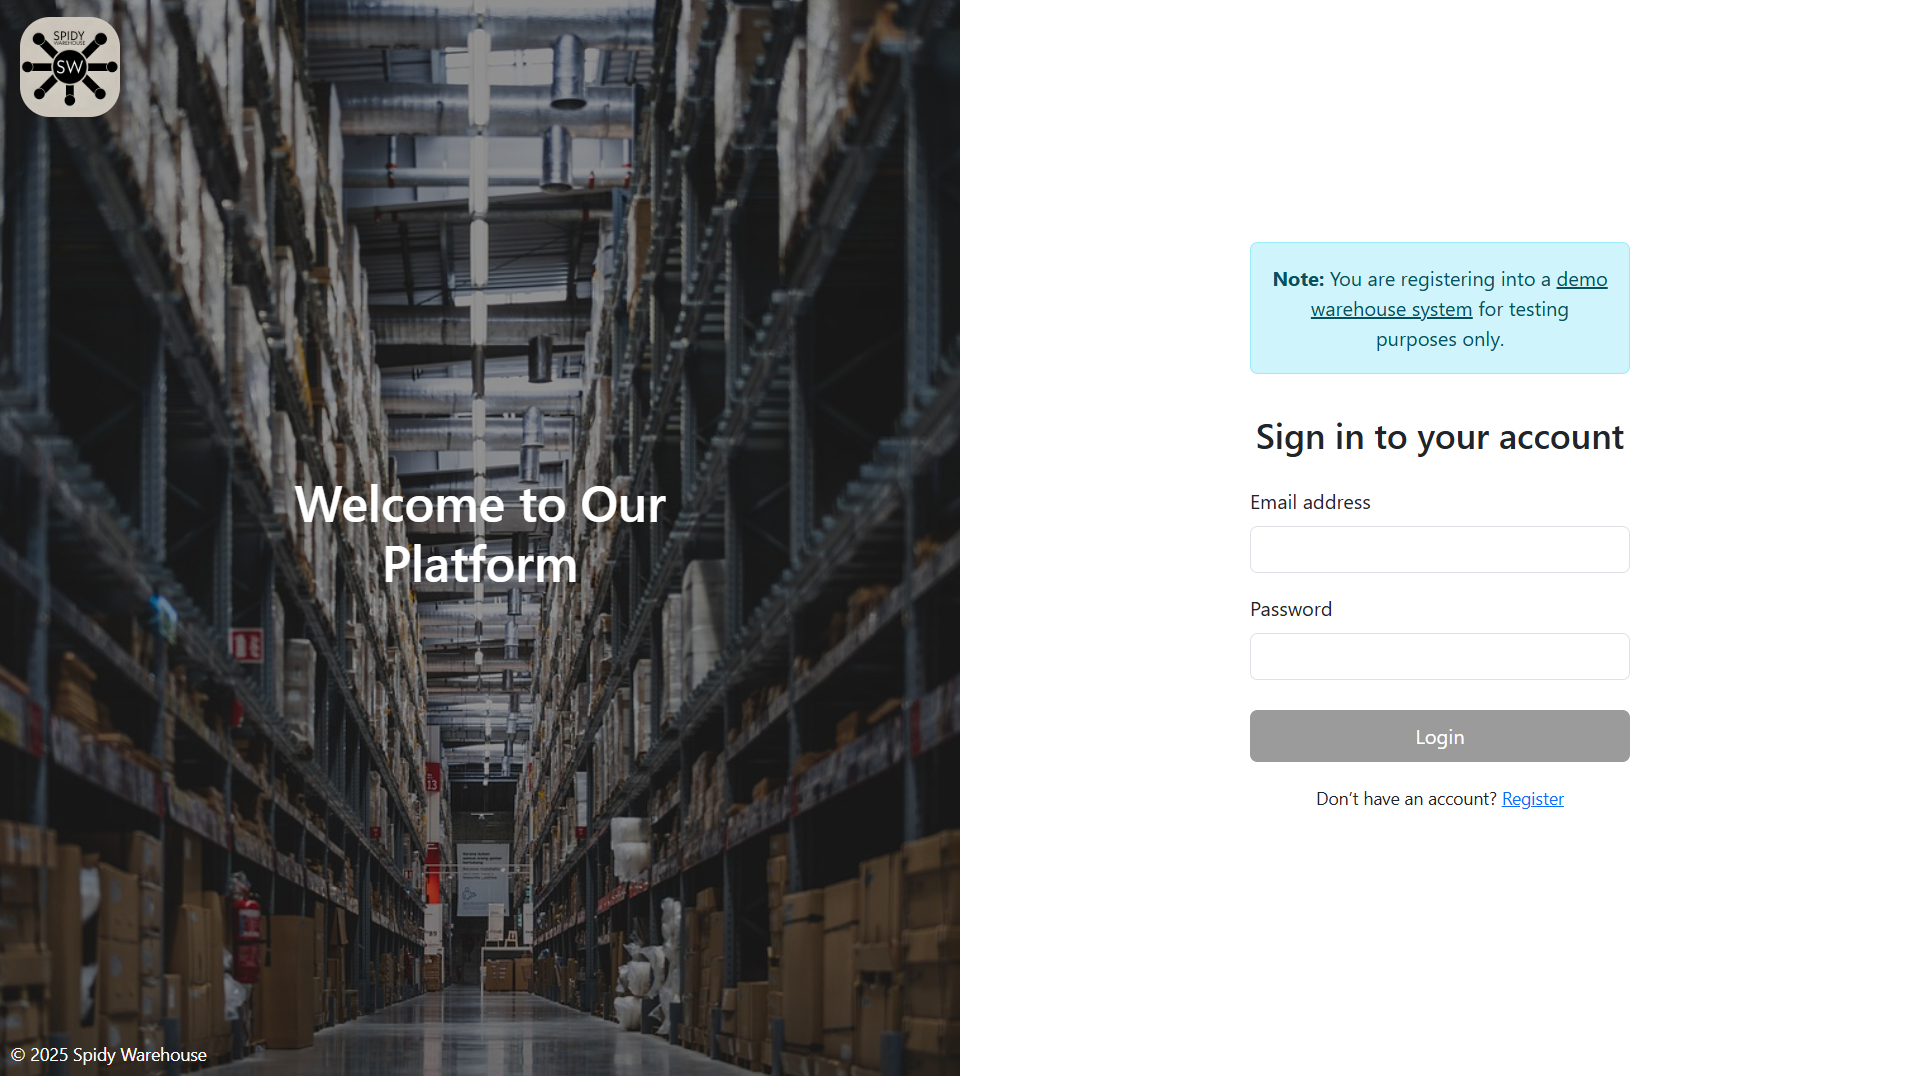 SPIDY
WAREHOUSE
SW
Welcome to Our
Platform
13
© 2025 Spidy Warehouse
Note: You are registering into a demo
warehouse system for testing
purposes only.
Sign in to your account
Email address
Password
Login
Don't have an account? Register